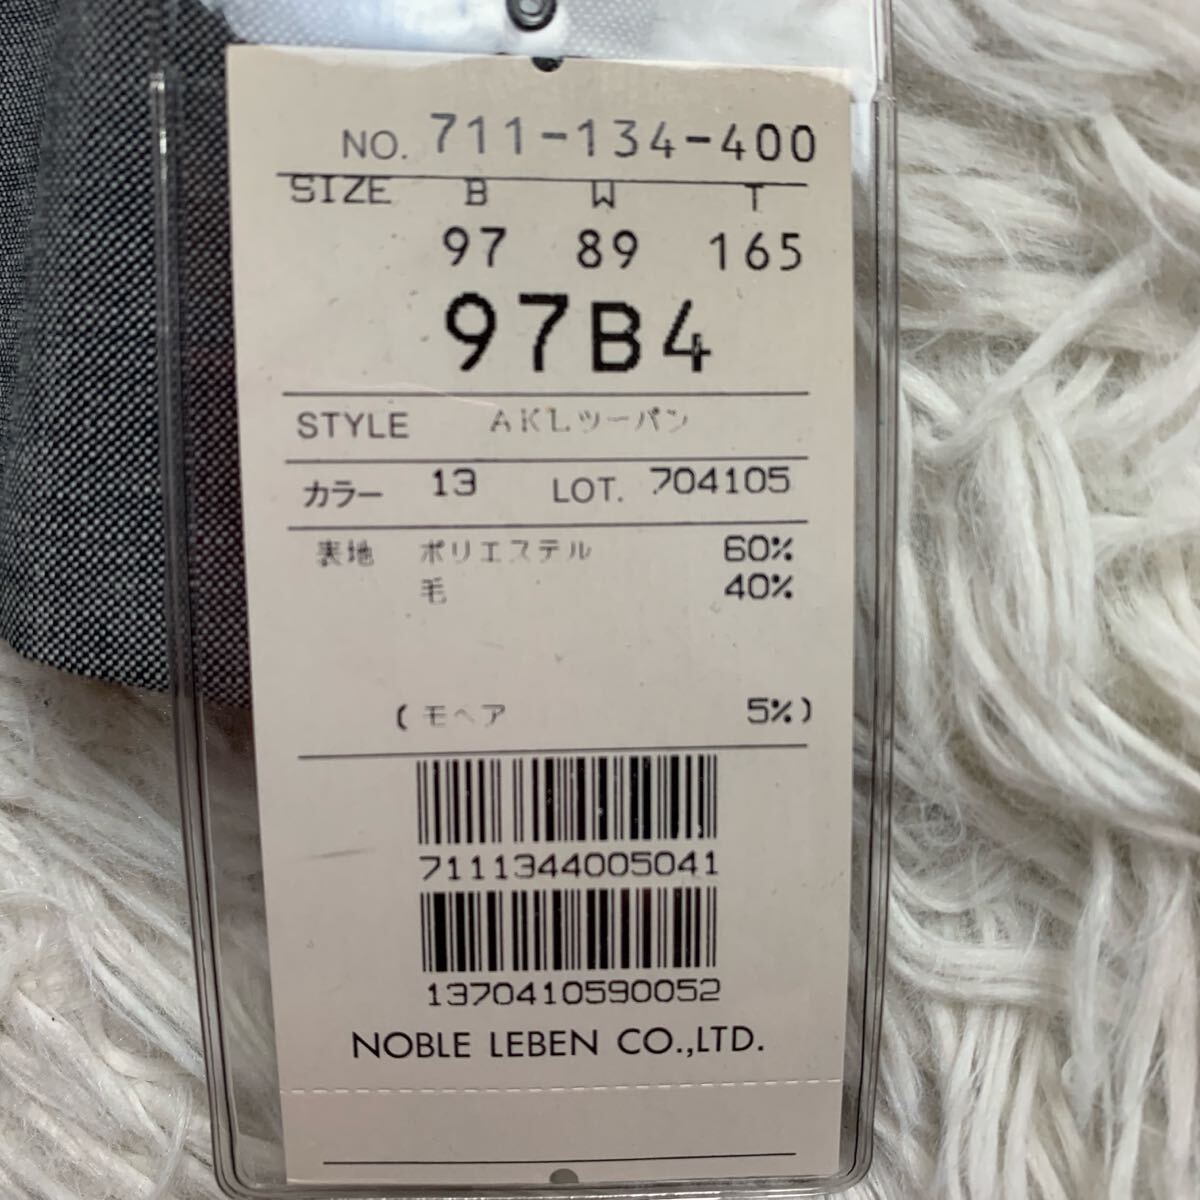 NO. 711-134-400
SIZE B W T
97 89 165
97B4
STYLE AKLツーパン
カラー 13 LOT. 704105
表地 ポリエステル 60%
毛 40%
(モヘア 5%)
7111344005041
1370410590052
NOBLE LEBEN CO.,LTD.